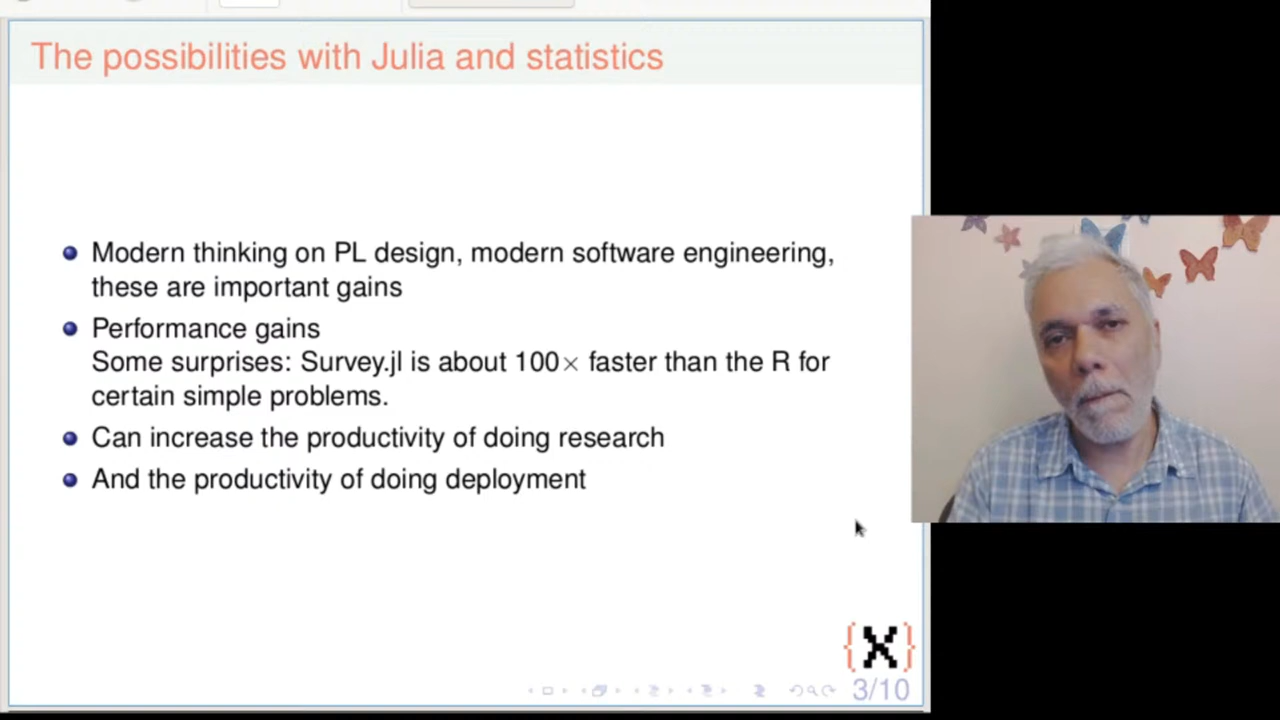 The possibilities with Julia and statistics
Modern thinking on PL design, modern software engineering,
these are important gains
Performance gains
Some surprises: Survey.jl is about 100× faster than the R for
certain simple problems.
Can increase the productivity of doing research
And the productivity of doing deployment
{X}
3/10